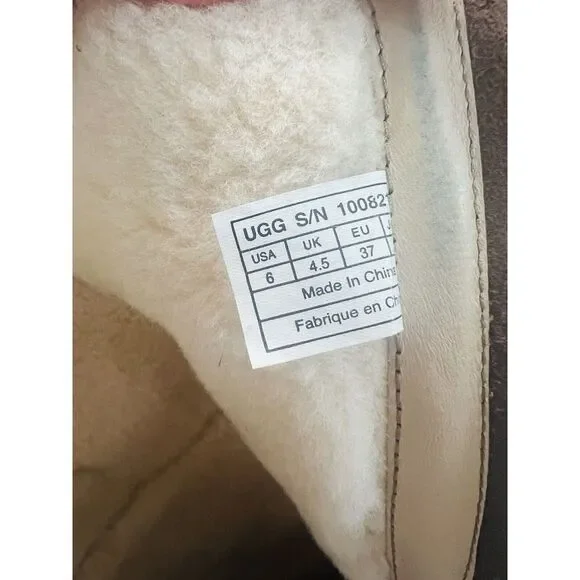 UGG S/N 10082
USA UK EU J
6 4.5 37
Made In China
Fabrique en Ch